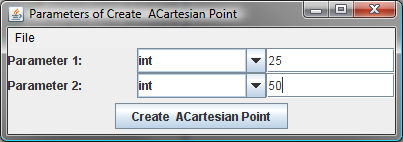 Parameters of Create  ACartesian Point
File
Parameter 1: int 25
Parameter 2: int 50
Create  ACartesian Point